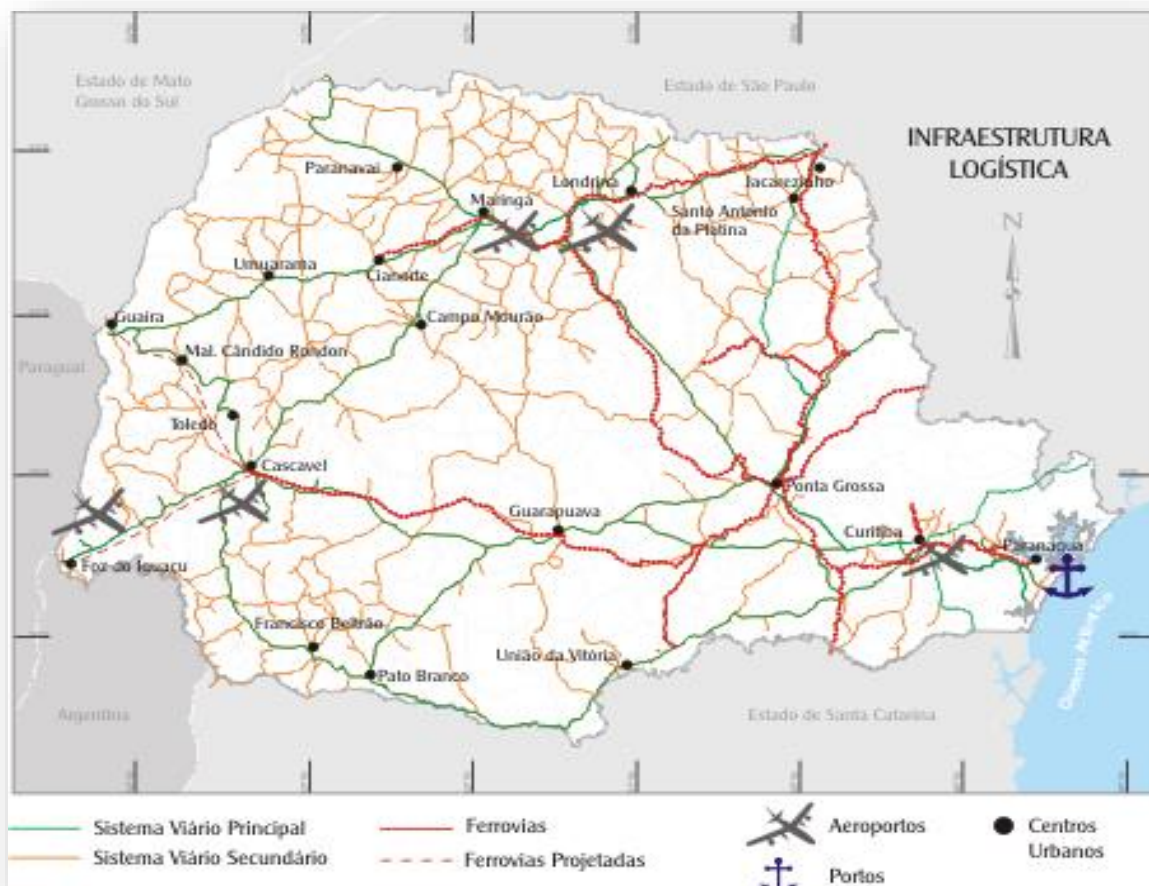 Estado de Mato
Grosso do Sul
Estado de São Paulo
INFRAESTRUTURA
LOGÍSTICA
N
Paranavaí
Londrina
Jacarezinho
Maringá
Santo Antônio
da Platina
Umuarama
Cianorte
Guaíra
Campo Mourão
Mal. Cândido Rondon
Paraguai
Toledo
Cascavel
Ponta Grossa
Guarapuava
Curitiba
Paranaguá
Foz do Iguaçu
Francisco Beltrão
União da Vitória
Pato Branco
Argentina
Estado de Santa Catarina
Sistema Viário Principal
Ferrovias
Aeroportos
Centros
Urbanos
Sistema Viário Secundário
Ferrovias Projetadas
Portos